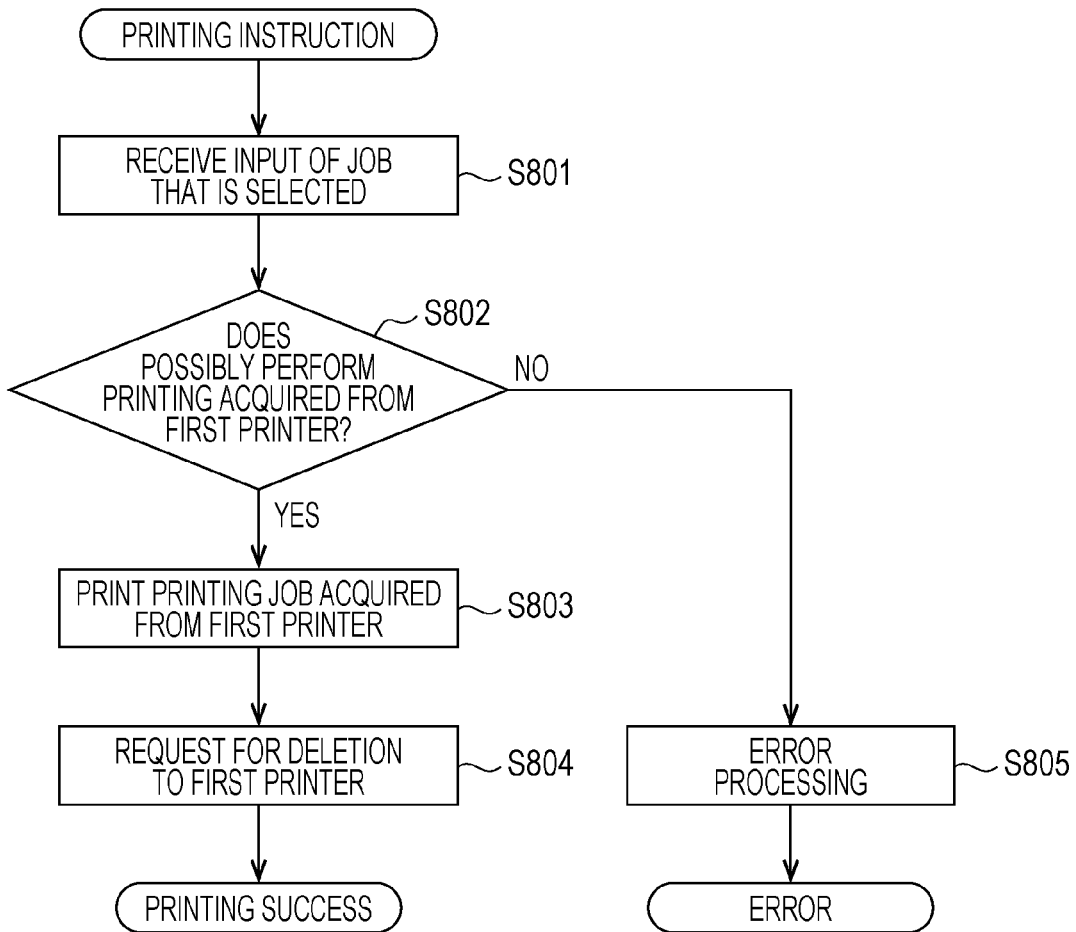 PRINTING INSTRUCTION
RECEIVE INPUT OF JOB
THAT IS SELECTED
S801
S802
DOES
POSSIBLY PERFORM
PRINTING ACQUIRED FROM
FIRST PRINTER?
NO
YES
PRINT PRINTING JOB ACQUIRED
FROM FIRST PRINTER
S803
REQUEST FOR DELETION
TO FIRST PRINTER
S804
ERROR
PROCESSING
S805
PRINTING SUCCESS
ERROR